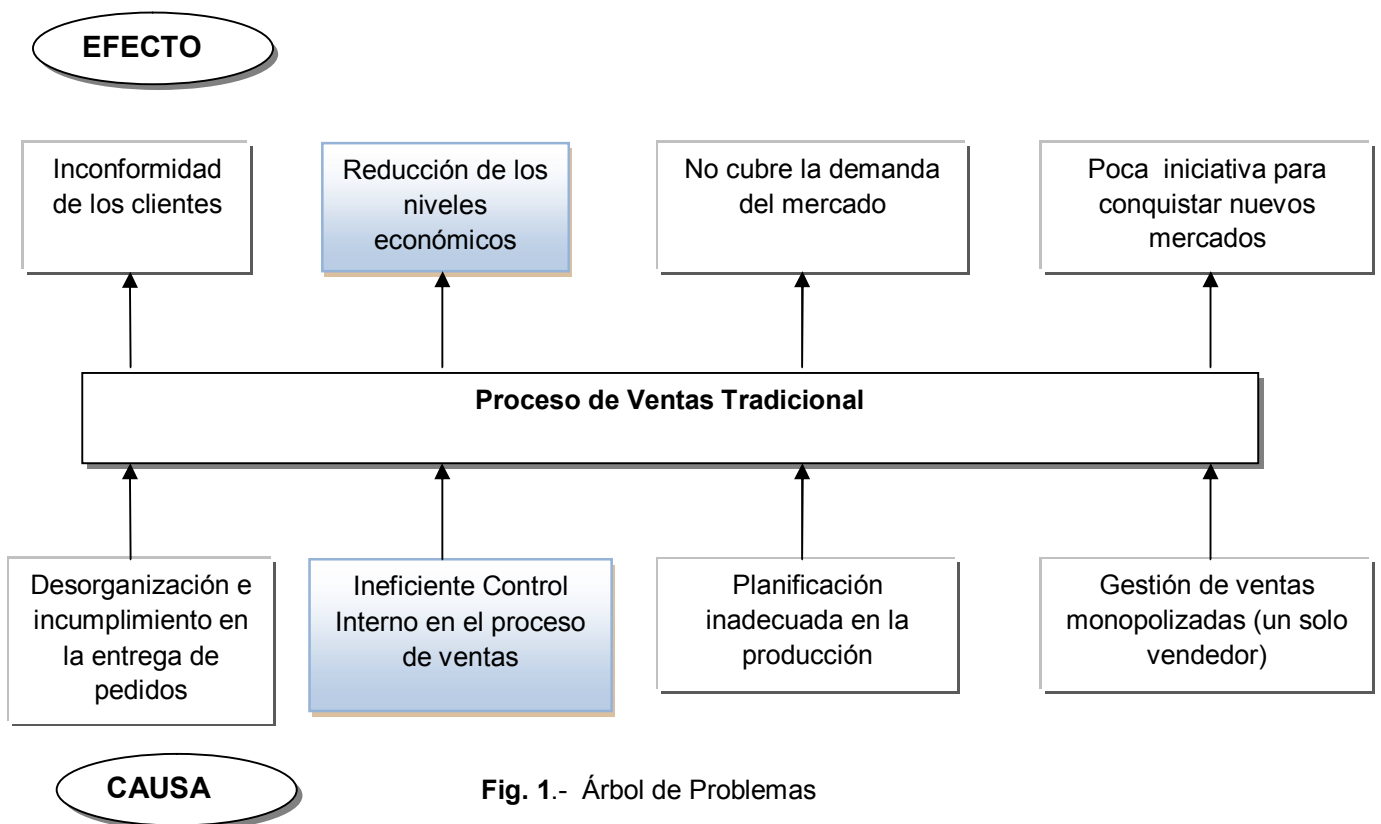 EFECTO
Inconformidad
de los clientes
Reducción de los
niveles
económicos
No cubre la demanda
del mercado
Poca iniciativa para
conquistar nuevos
mercados
Proceso de Ventas Tradicional
Desorganización e
incumplimiento en
la entrega de
pedidos
Ineficiente Control
Interno en el proceso
de ventas
Planificación
inadecuada en la
producción
Gestión de ventas
monopolizadas (un solo
vendedor)
CAUSA
Fig. 1.- Árbol de Problemas